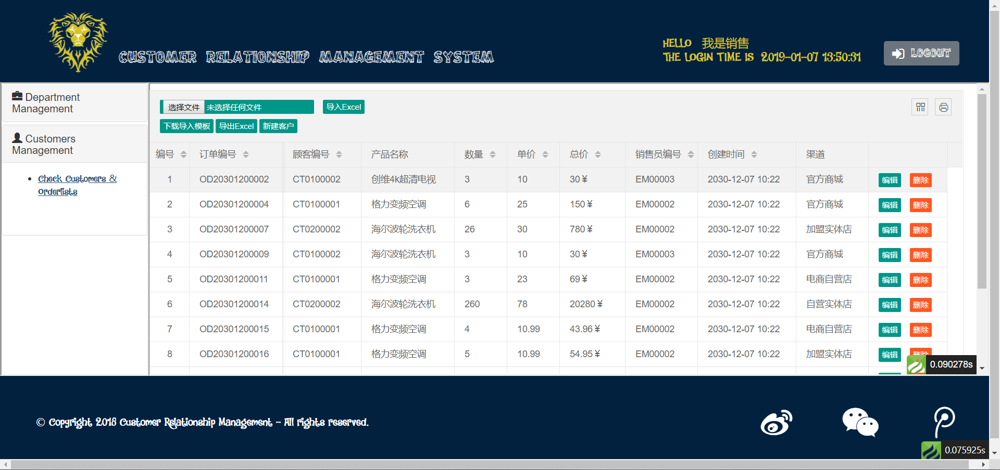 CUSTOMER RELATIONSHIP MANAGEMENT SYSTEM
HELLO 我是销售
THE LOGIN TIME IS 2019-01-07 13:50:31
LOGOUT
Department
Management
Customers
Management
Check Customers &
Orderlists
选择文件 未选择任何文件 导入Excel
下载导入模板 导出Excel 新建客户
编号 订单编号 顾客编号 产品名称 数量 单价 总价 销售员编号 创建时间 渠道
1 OD20301200002 CT0100002 创维4k超清电视 3 10 30￥ EM00003 2030-12-07 10:22 官方商城 编辑 删除
2 OD20301200004 CT0100001 格力变频空调 6 25 150￥ EM00002 2030-12-07 10:22 官方商城 编辑 删除
3 OD20301200007 CT0200002 海尔波轮洗衣机 26 30 780￥ EM00002 2030-12-07 10:22 加盟实体店 编辑 删除
4 OD20301200009 CT0100002 海尔波轮洗衣机 3 10 30￥ EM00003 2030-12-07 10:22 官方商城 编辑 删除
5 OD20301200011 CT0100001 格力变频空调 3 23 69￥ EM00002 2030-12-07 10:22 电商自营店 编辑 删除
6 OD20301200014 CT0200002 海尔波轮洗衣机 260 78 20280￥ EM00002 2030-12-07 10:22 自营实体店 编辑 删除
7 OD20301200015 CT0100001 格力变频空调 4 10.99 43.96￥ EM00002 2030-12-07 10:22 电商自营店 编辑 删除
8 OD20301200016 CT0100001 格力变频空调 5 10.99 54.95￥ EM00002 2030-12-07 10:22 加盟实体店 编辑 删除
0.090278s
© Copyright 2018 Customer Relationship Management - All rights reserved.
0.075925s